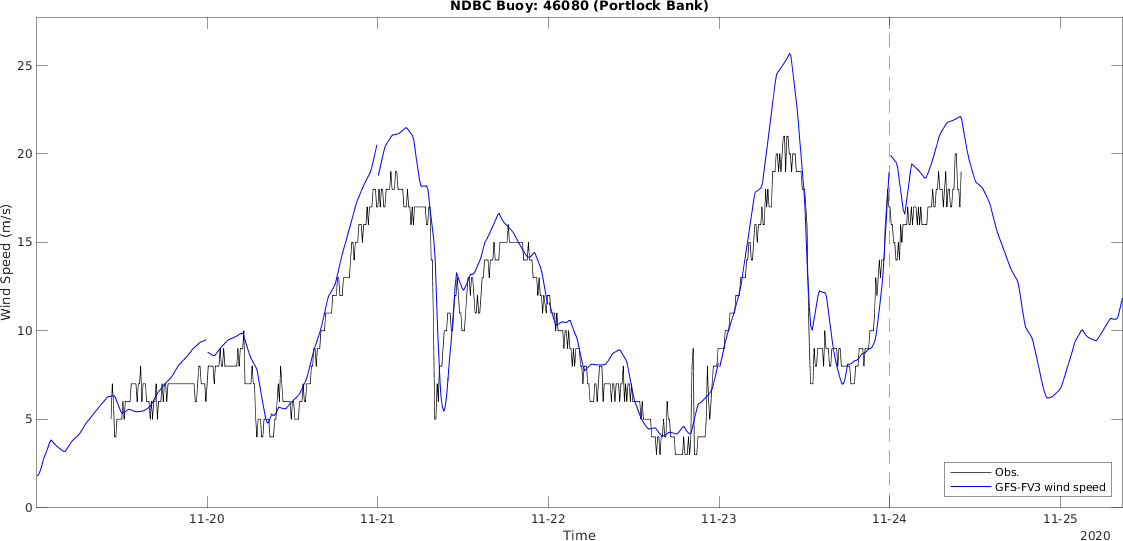 NDBC Buoy: 46080 (Portlock Bank)
Wind Speed (m/s)
25
20
15
10
5
0
11-20
11-21
11-22
11-23
11-24
11-25
Time
2020
Obs.
GFS-FV3 wind speed